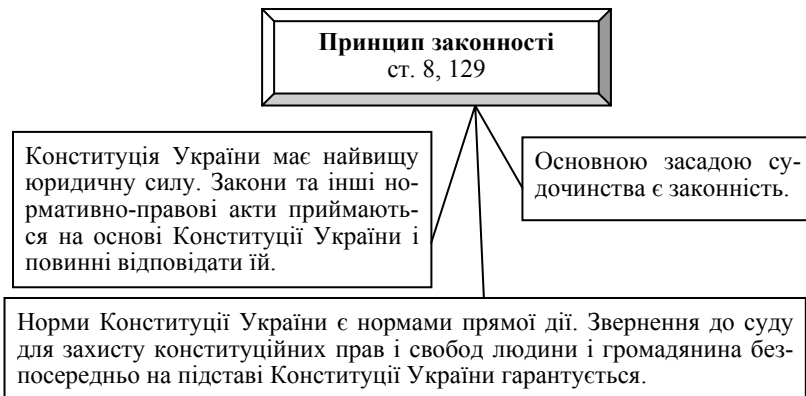 Принцип законності
ст. 8, 129
Конституція України має найвищу
юридичну силу. Закони та інші но-
рмативно-правові акти приймають-
ся на основі Конституції України і
повинні відповідати їй.
Основною засадою су-
дочинства є законність.
Норми Конституції України є нормами прямої дії. Звернення до суду
для захисту конституційних прав і свобод людини і громадянина без-
посередньо на підставі Конституції України гарантується.